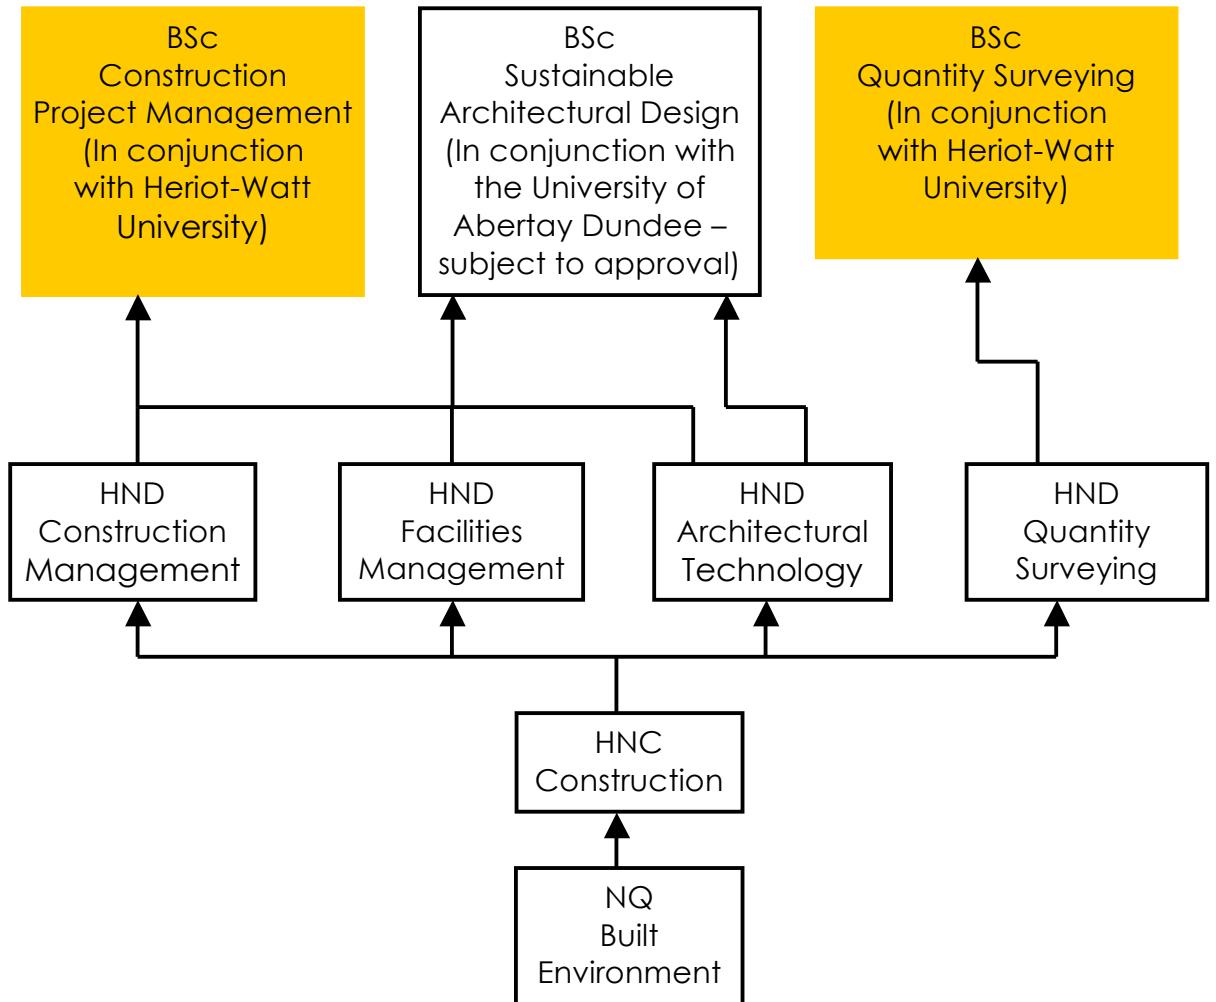 BSc
Construction
Project Management
(In conjunction
with Heriot-Watt
University)
BSc
Sustainable
Architectural Design
(In conjunction with
the University of
Abertay Dundee –
subject to approval)
BSc
Quantity Surveying
(In conjunction
with Heriot-Watt
University)
HND
Construction
Management
HND
Facilities
Management
HND
Architectural
Technology
HND
Quantity
Surveying
HNC
Construction
NQ
Built
Environment